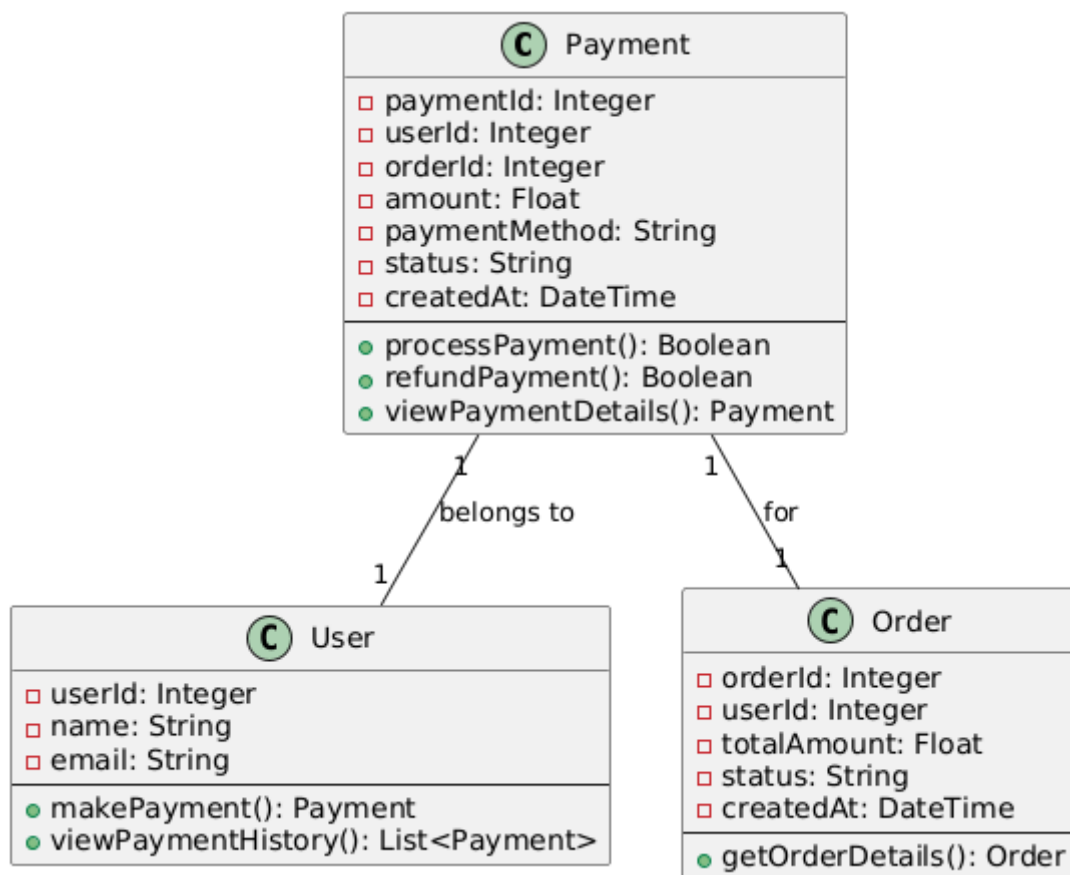 C Payment
paymentId: Integer
userId: Integer
orderId: Integer
amount: Float
paymentMethod: String
status: String
createdAt: DateTime
processPayment(): Boolean
refundPayment(): Boolean
viewPaymentDetails(): Payment
1
1
belongs to
for
1
1
C User
userId: Integer
name: String
email: String
makePayment(): Payment
viewPaymentHistory(): List<Payment>
C Order
orderId: Integer
userId: Integer
totalAmount: Float
status: String
createdAt: DateTime
getOrderDetails(): Order